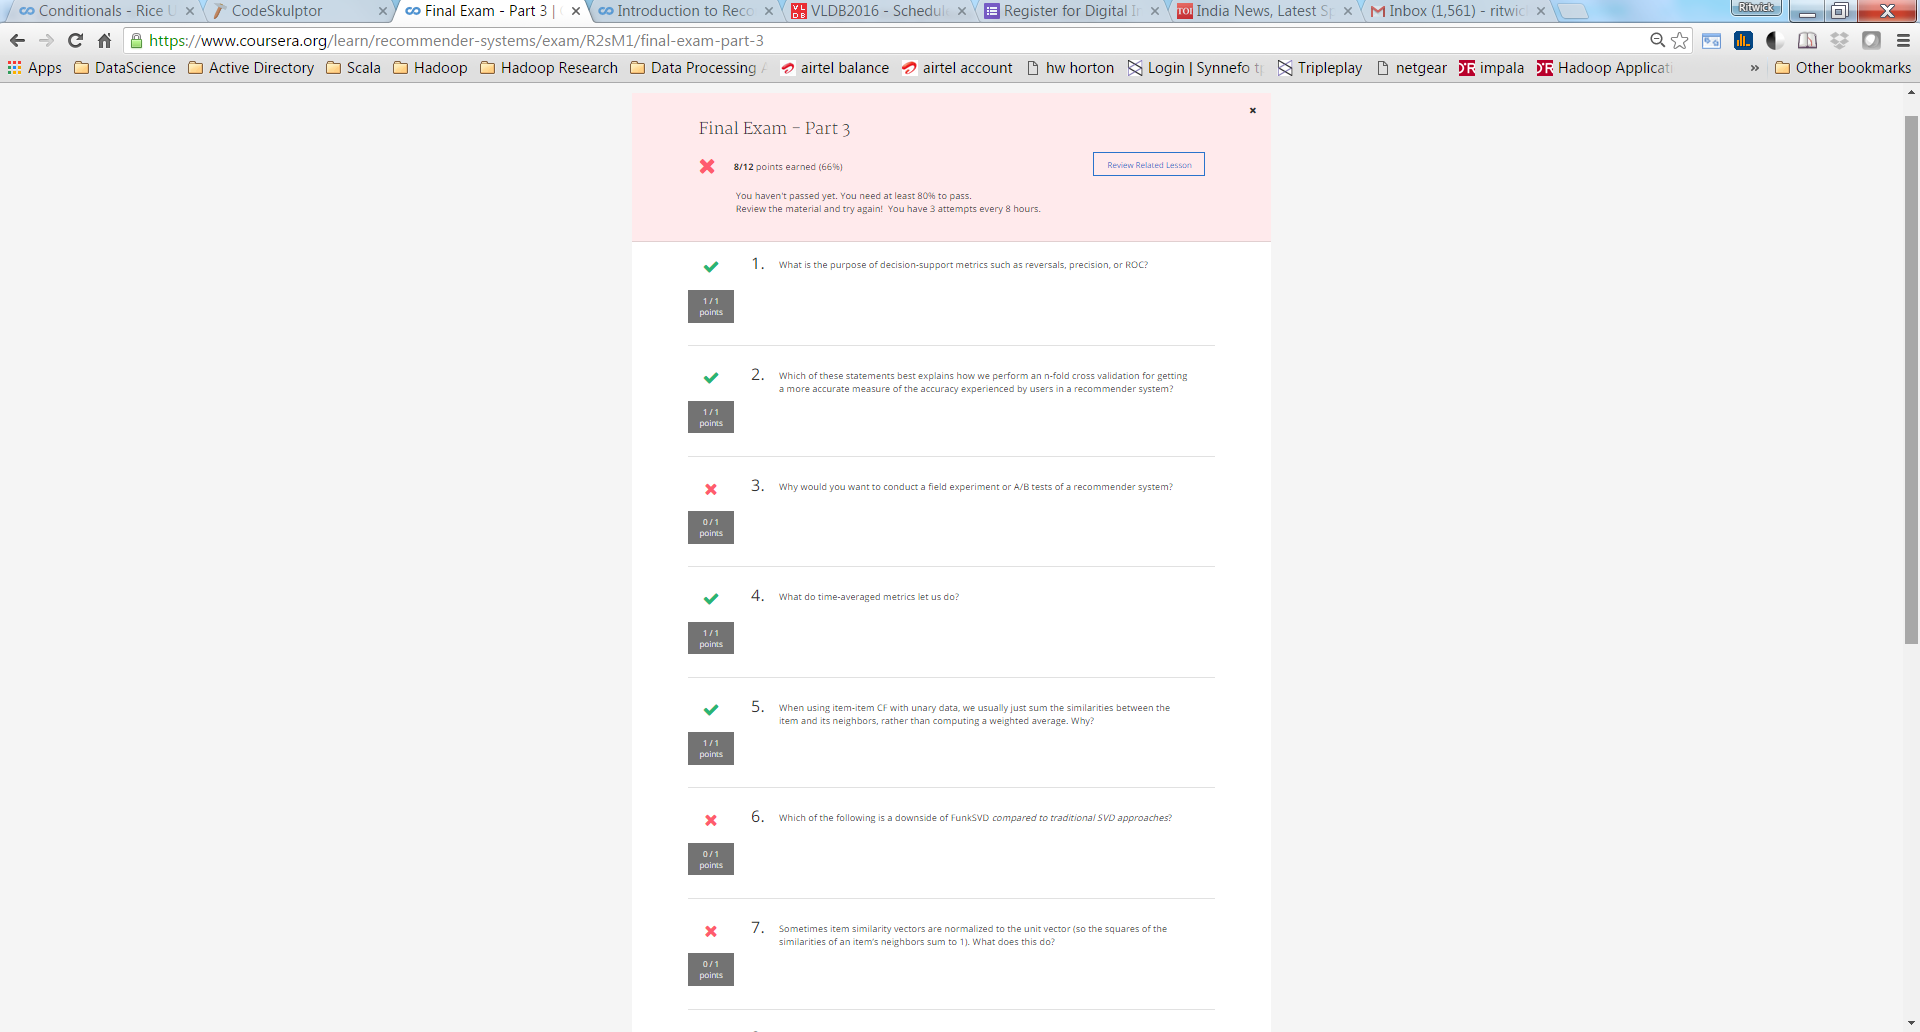 Conditionals - Rice U
CodeSkulptor
Final Exam - Part 3 |
Introduction to Reco
VLDB2016 - Schedule
Register for Digital I
India News, Latest Sp
Inbox (1,561) - ritwic
Ritwick
https://www.coursera.org/learn/recommender-systems/exam/R2sM1/final-exam-part-3
Apps
DataScience
Active Directory
Scala
Hadoop
Hadoop Research
Data Processing
airtel balance
airtel account
hw horton
Login | Synnefo
Tripleplay
netgear
impala
Hadoop Applicati
»
Other bookmarks
Final Exam - Part 3
8/12 points earned (66%)
Review Related Lesson
You haven't passed yet. You need at least 80% to pass.
Review the material and try again! You have 3 attempts every 8 hours.
1. What is the purpose of decision-support metrics such as reversals, precision, or ROC?
1 / 1
points
2. Which of these statements best explains how we perform an n-fold cross validation for getting
a more accurate measure of the accuracy experienced by users in a recommender system?
1 / 1
points
3. Why would you want to conduct a field experiment or A/B tests of a recommender system?
0 / 1
points
4. What do time-averaged metrics let us do?
1 / 1
points
5. When using item-item CF with unary data, we usually just sum the similarities between the
item and its neighbors, rather than computing a weighted average. Why?
1 / 1
points
6. Which of the following is a downside of FunkSVD compared to traditional SVD approaches?
0 / 1
points
7. Sometimes item similarity vectors are normalized to the unit vector (so the squares of the
similarities of an item's neighbors sum to 1). What does this do?
0 / 1
points